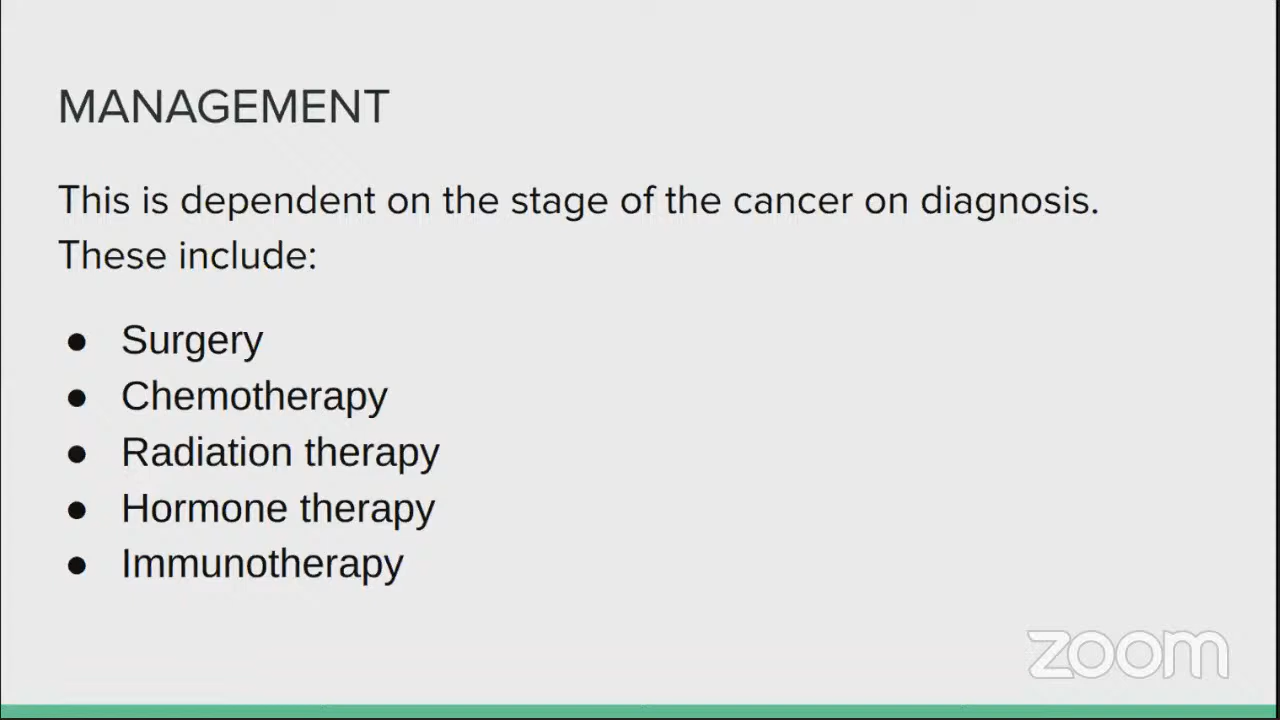 MANAGEMENT
This is dependent on the stage of the cancer on diagnosis.
These include:
● Surgery
● Chemotherapy
● Radiation therapy
● Hormone therapy
● Immunotherapy
zoom